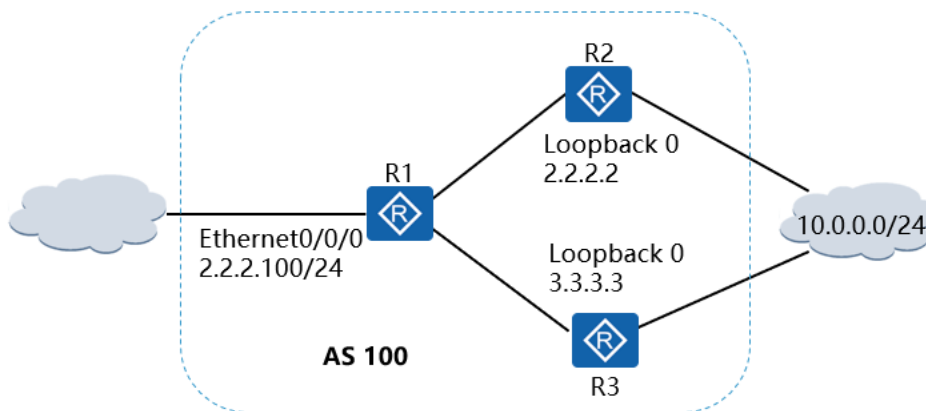 R2
R
Loopback 0
2.2.2.2
R1
R
Ethernet0/0/0
2.2.2.100/24
10.0.0.0/24
Loopback 0
3.3.3.3
R
R3
AS 100